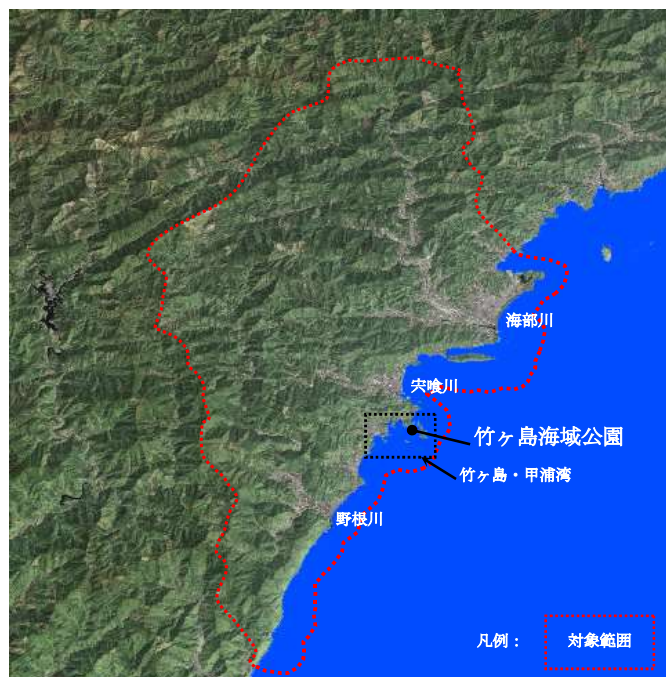 海部川
宍喰川
竹ヶ島海域公園
竹ヶ島・甲浦湾
野根川
凡例：
対象範囲